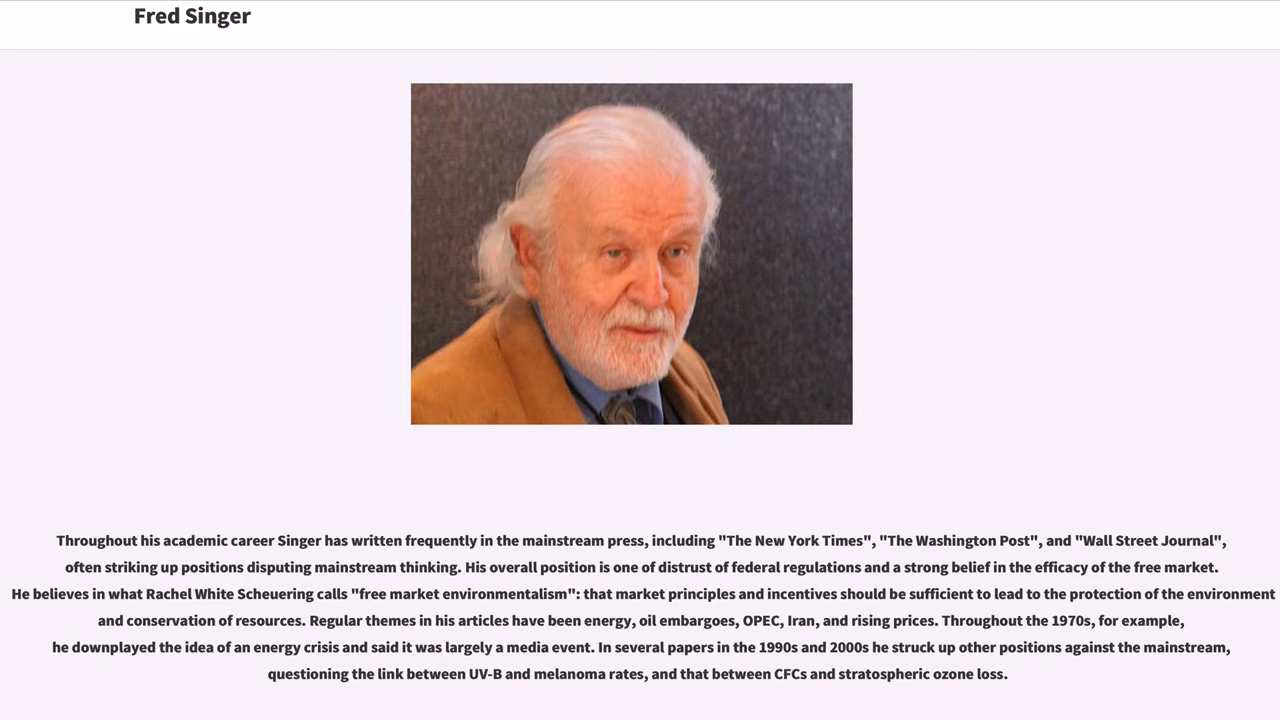 Fred Singer
Throughout his academic career Singer has written frequently in the mainstream press, including "The New York Times", "The Washington Post", and "Wall Street Journal",
often striking up positions disputing mainstream thinking. His overall position is one of distrust of federal regulations and a strong belief in the efficacy of the free market.
He believes in what Rachel White Scheuering calls "free market environmentalism": that market principles and incentives should be sufficient to lead to the protection of the environment
and conservation of resources. Regular themes in his articles have been energy, oil embargoes, OPEC, Iran, and rising prices. Throughout the 1970s, for example,
he downplayed the idea of an energy crisis and said it was largely a media event. In several papers in the 1990s and 2000s he struck up other positions against the mainstream,
questioning the link between UV-B and melanoma rates, and that between CFCs and stratospheric ozone loss.